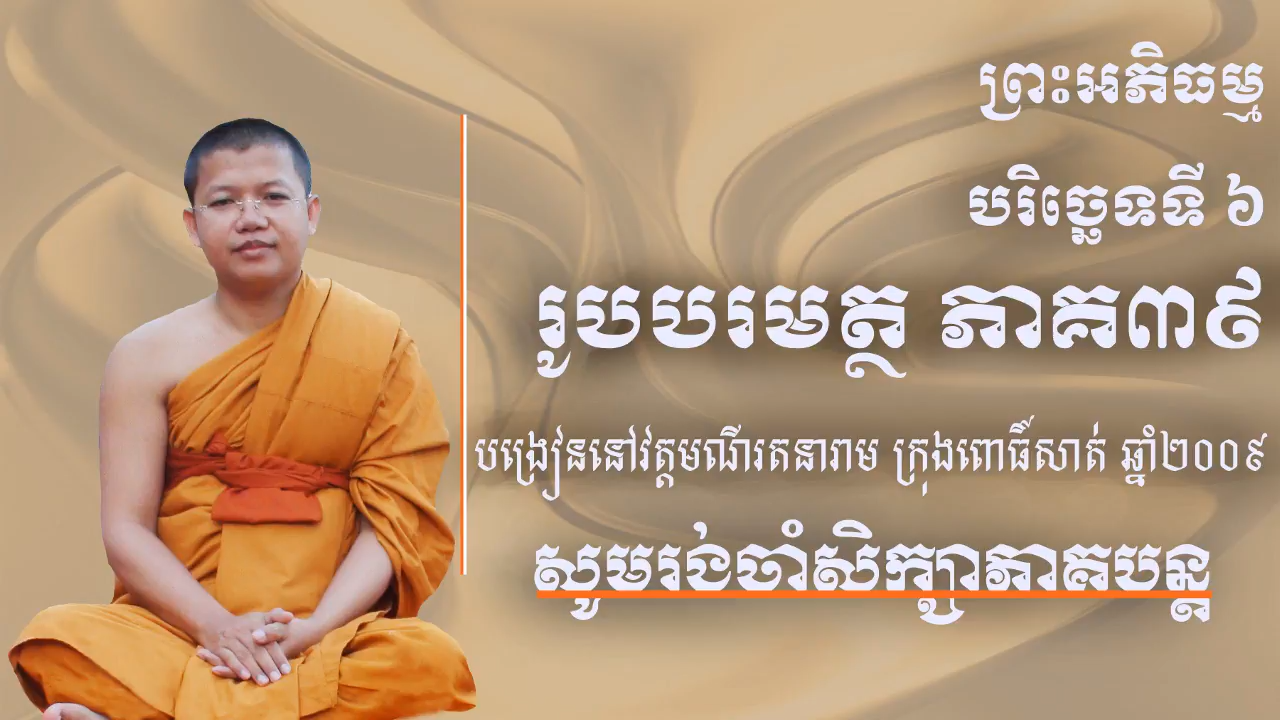 ព្រះអភិធម្ម
បរិច្ឆេទទី ៦
រូបបរមត្ថ ភាគ៣៩
បង្រៀននៅវត្តមណីរតនារាម ក្រុងពោធិ៍សាត់ ឆ្នាំ២០០៩
សូមរង់ចាំសិក្សាភាគបន្ត